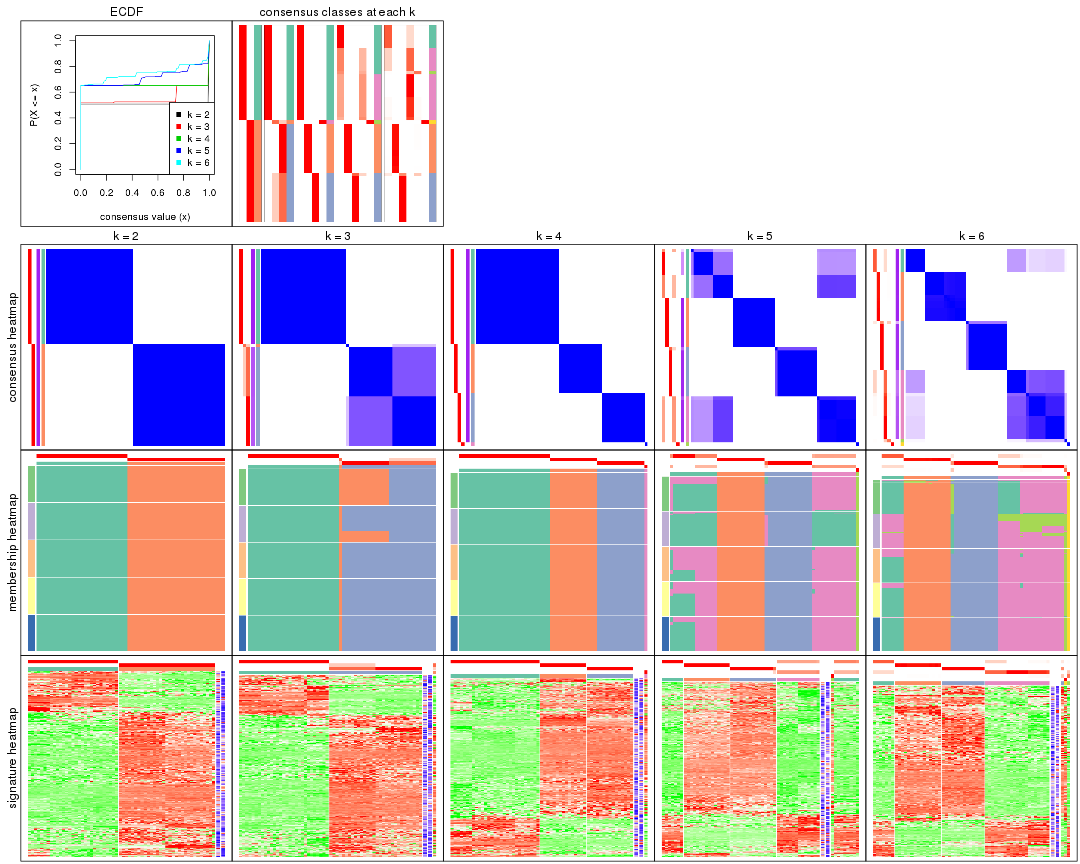 ECDF
consensus classes at each k
P(X <= x)
0.0
0.2
0.4
0.6
0.8
1.0
k = 2
k = 3
k = 4
k = 5
k = 6
0.0 0.2 0.4 0.6 0.8 1.0
consensus value (x)
k = 2
k = 3
k = 4
k = 5
k = 6
consensus heatmap
membership heatmap
signature heatmap